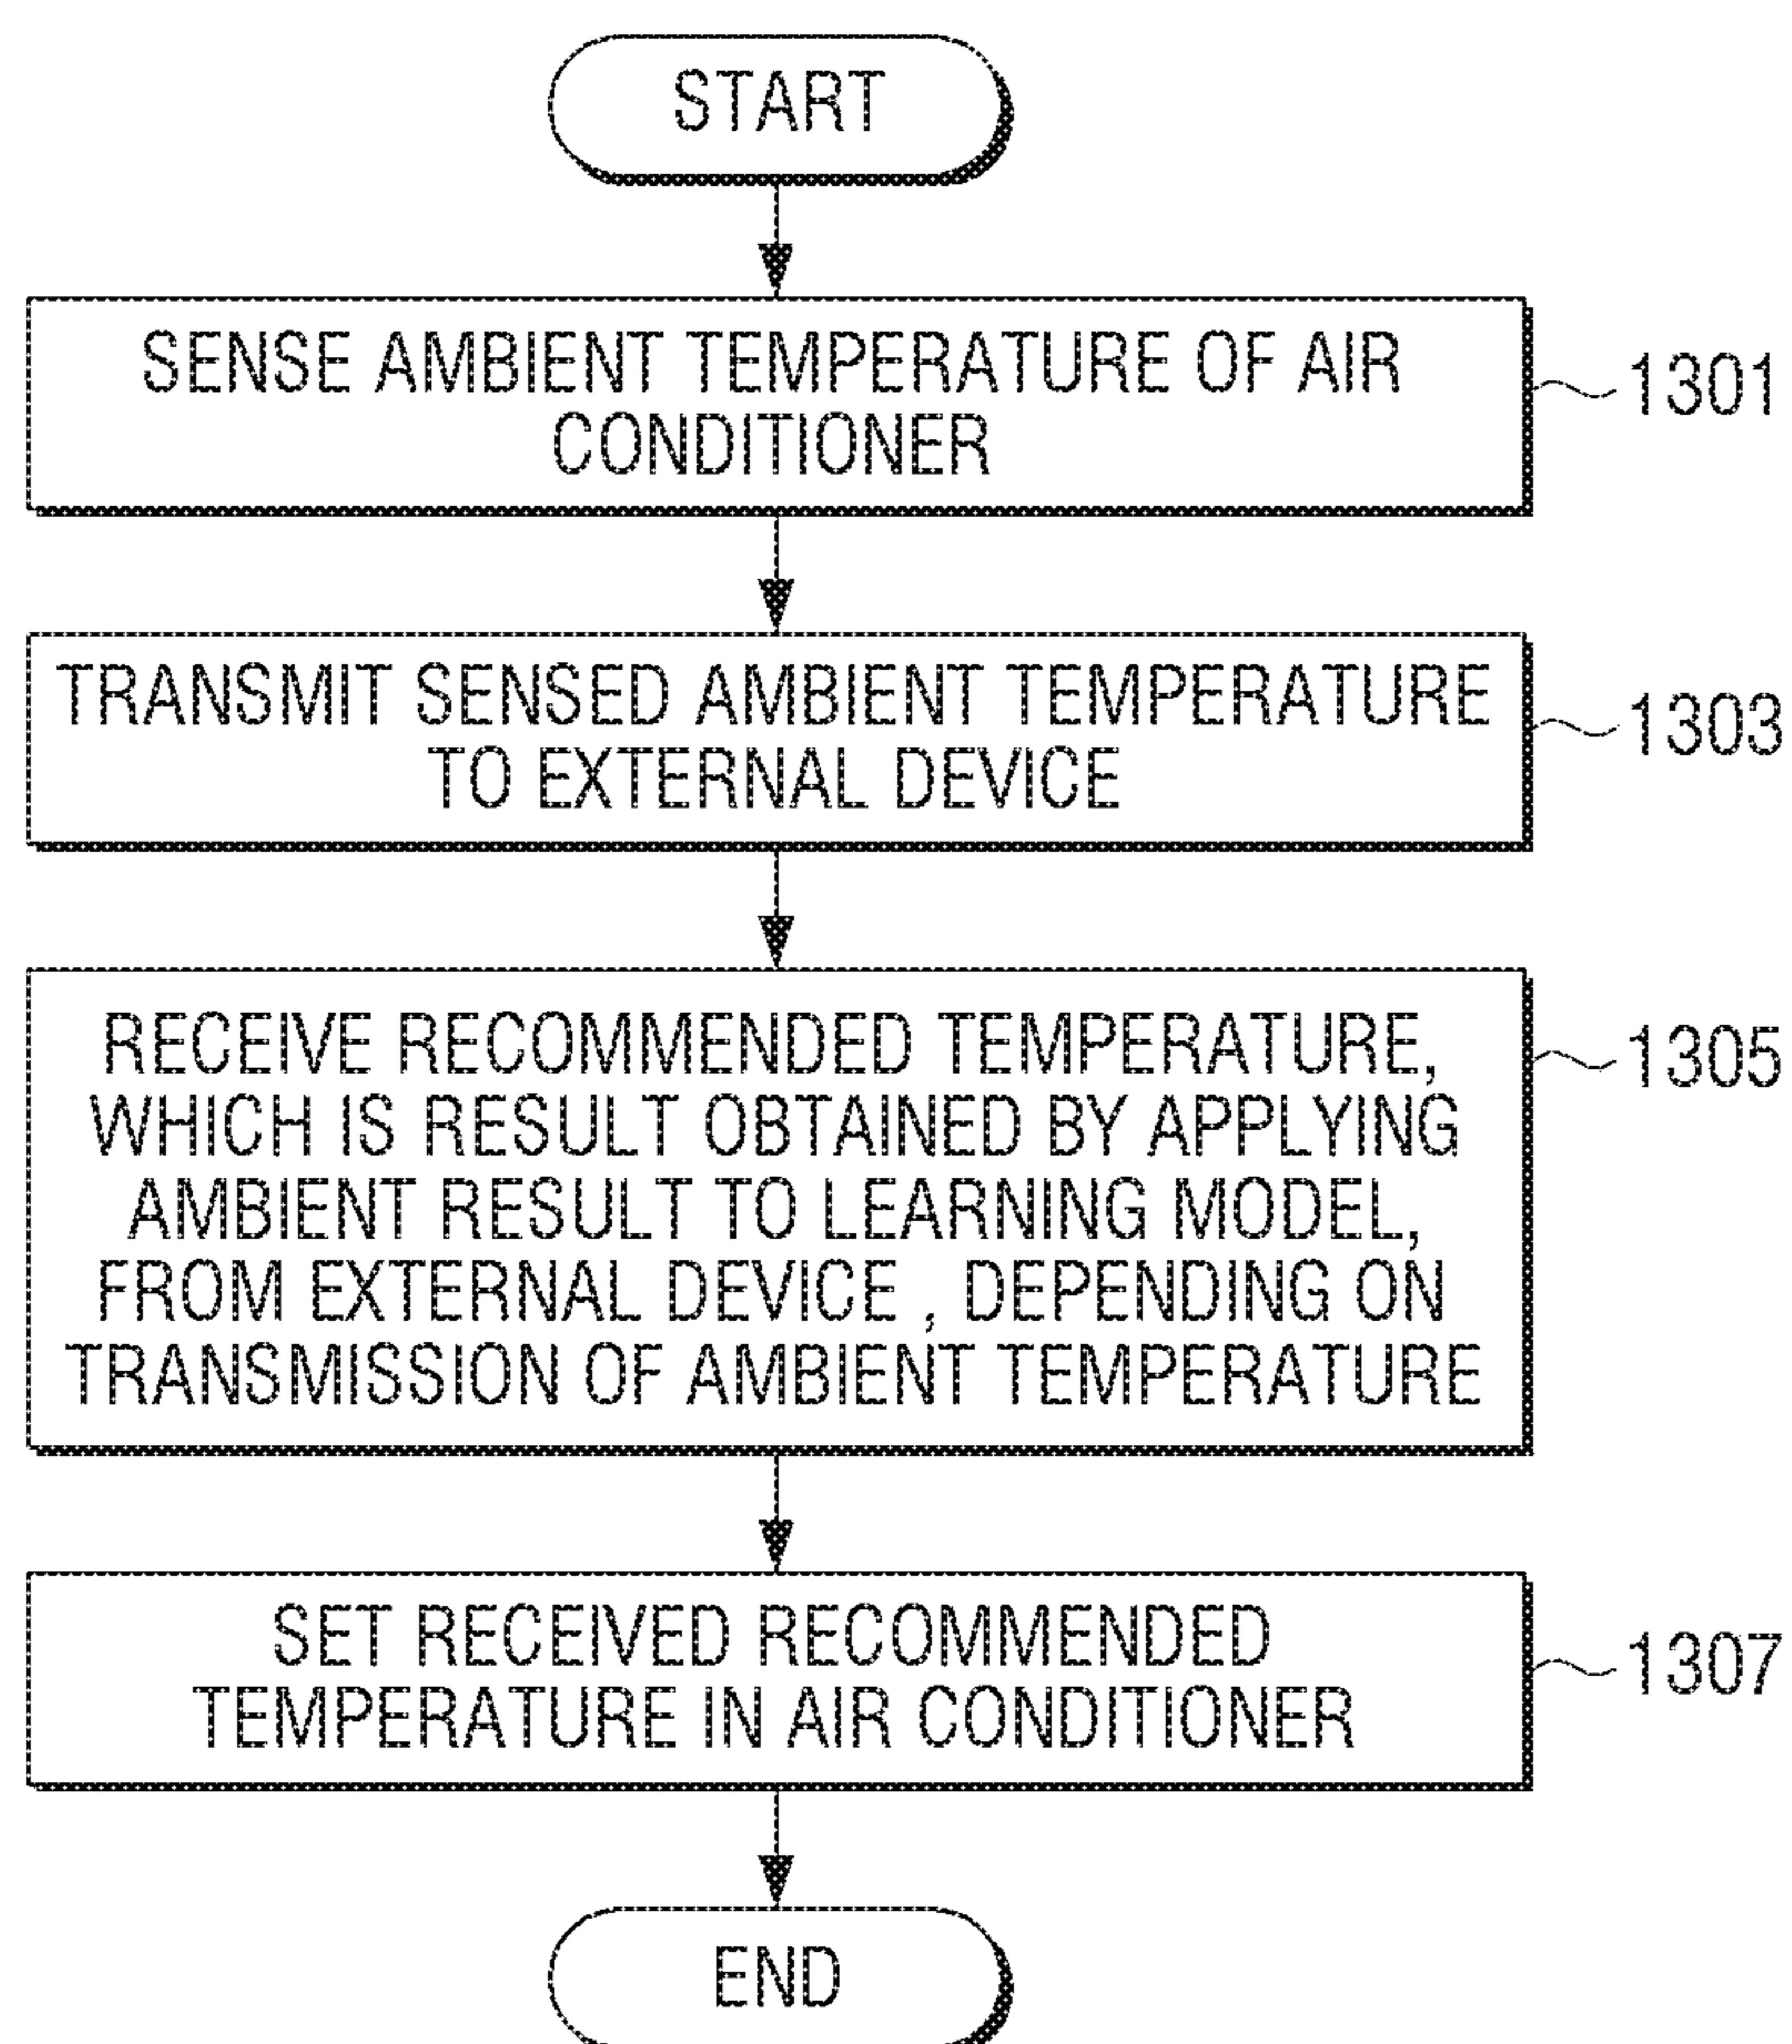 START
SENSE AMBIENT TEMPERATURE OF AIR
CONDITIONER
1301
TRANSMIT SENSED AMBIENT TEMPERATURE
TO EXTERNAL DEVICE
1303
RECEIVE RECOMMENDED TEMPERATURE,
WHICH IS RESULT OBTAINED BY APPLYING
AMBIENT RESULT TO LEARNING MODEL,
FROM EXTERNAL DEVICE , DEPENDING ON
TRANSMISSION OF AMBIENT TEMPERATURE
1305
SET RECEIVED RECOMMENDED
TEMPERATURE IN AIR CONDITIONER
1307
END